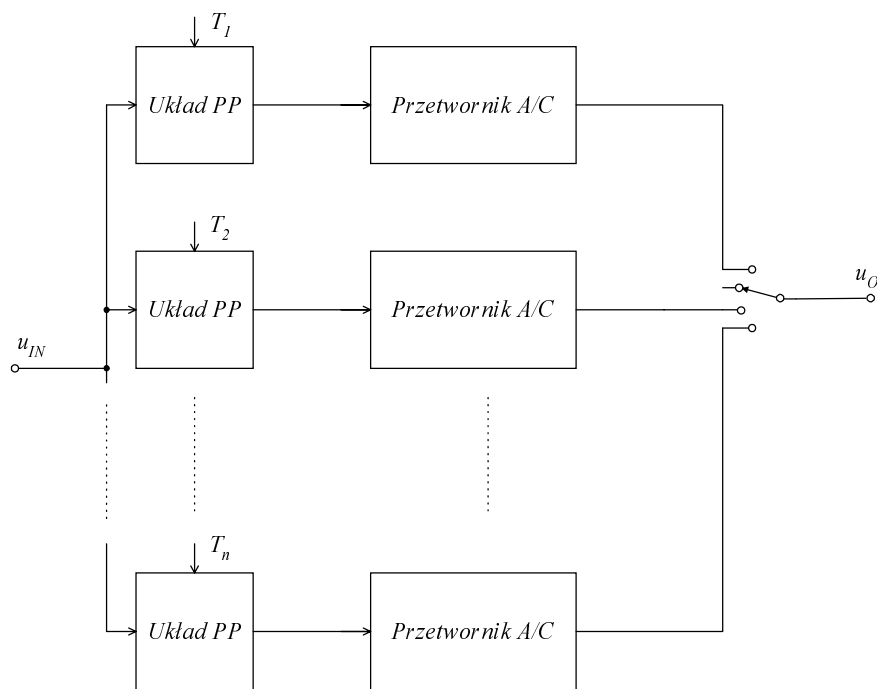 T1
Układ PP
Przetwornik A/C
T2
Układ PP
Przetwornik A/C
uO
uIN
Tn
Układ PP
Przetwornik A/C